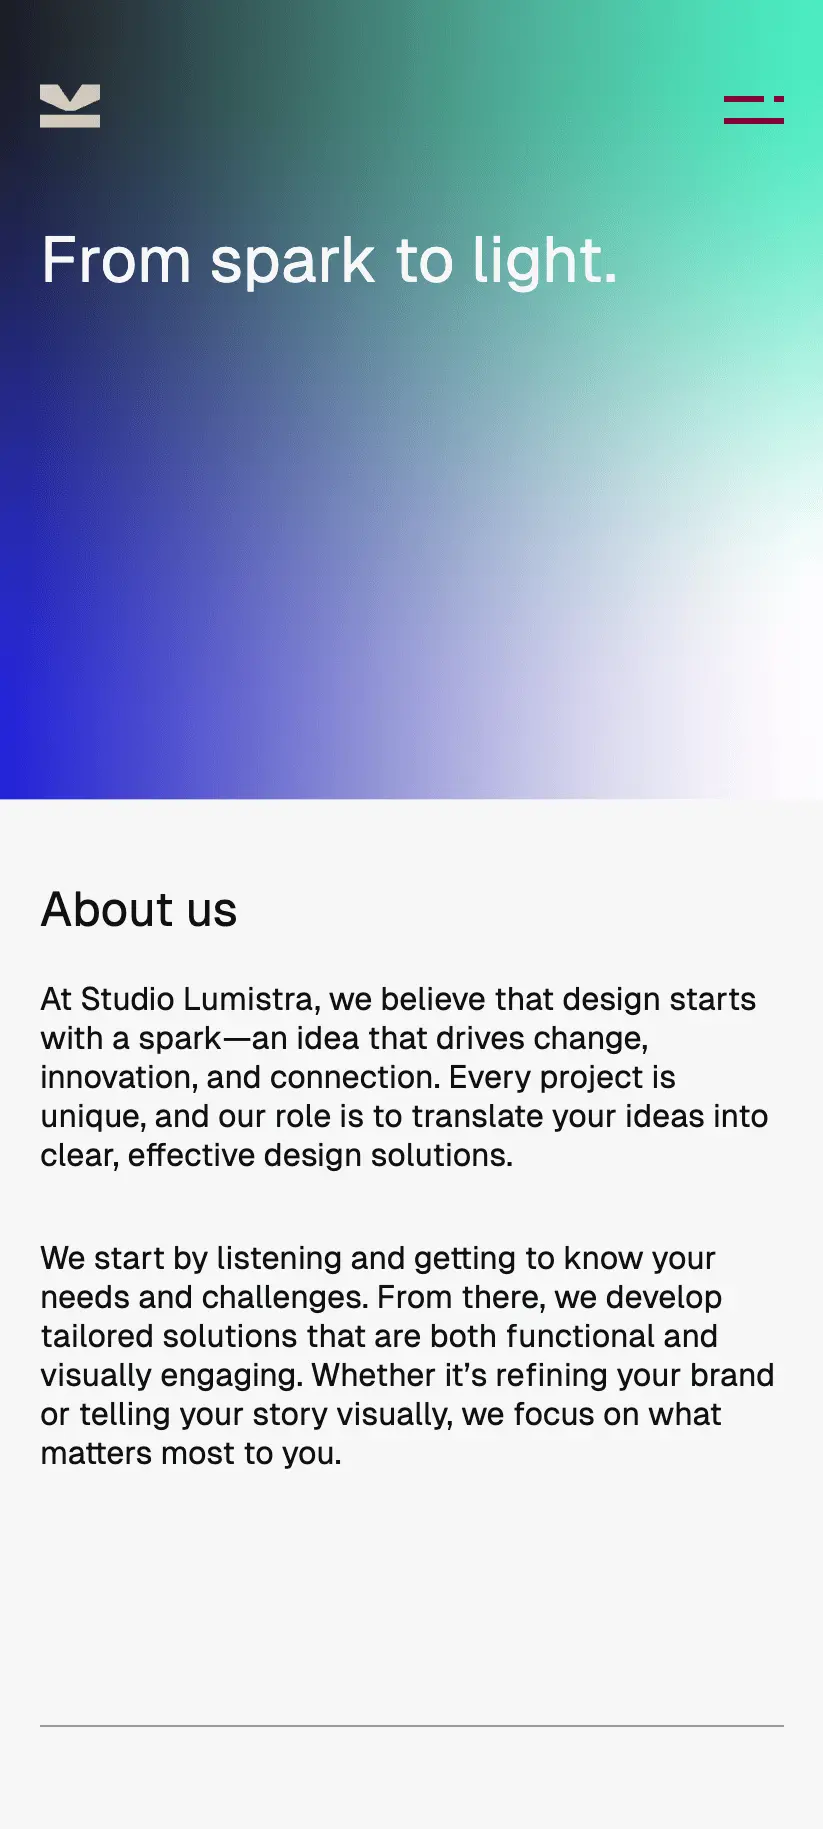 From spark to light.
About us
At Studio Lumistra, we believe that design starts
with a spark—an idea that drives change,
innovation, and connection. Every project is
unique, and our role is to translate your ideas into
clear, effective design solutions.
We start by listening and getting to know your
needs and challenges. From there, we develop
tailored solutions that are both functional and
visually engaging. Whether it’s refining your brand
or telling your story visually, we focus on what
matters most to you.